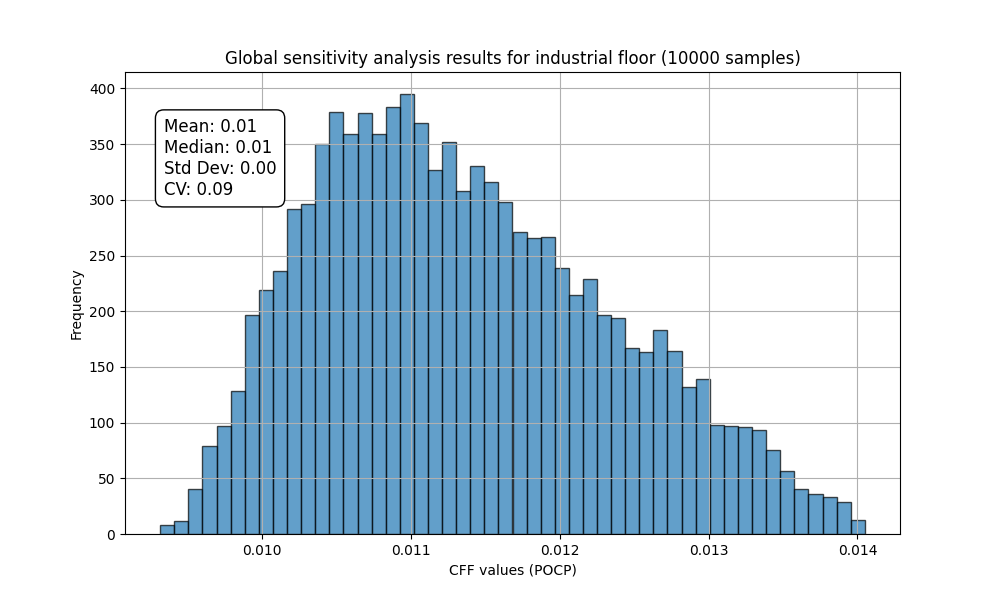 Global sensitivity analysis results for industrial floor (10000 samples)
400
350
300
250
200
150
100
50
0
Frequency
Mean: 0.01
Median: 0.01
Std Dev: 0.00
CV: 0.09
0.010 0.011 0.012 0.013 0.014
CFF values (POCP)